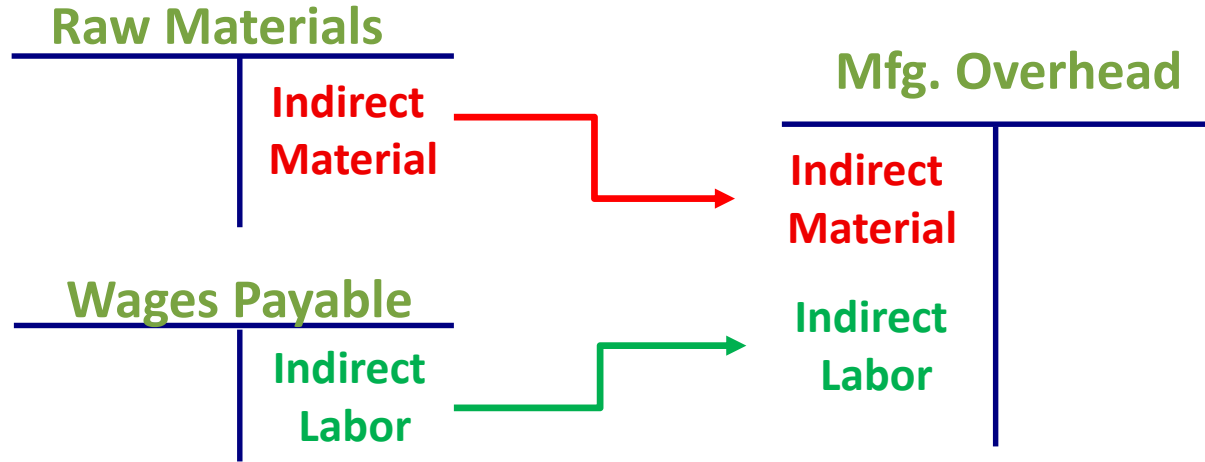 Raw Materials
Indirect
Material
Wages Payable
Indirect
Labor
Mfg. Overhead
Indirect
Material
Indirect
Labor